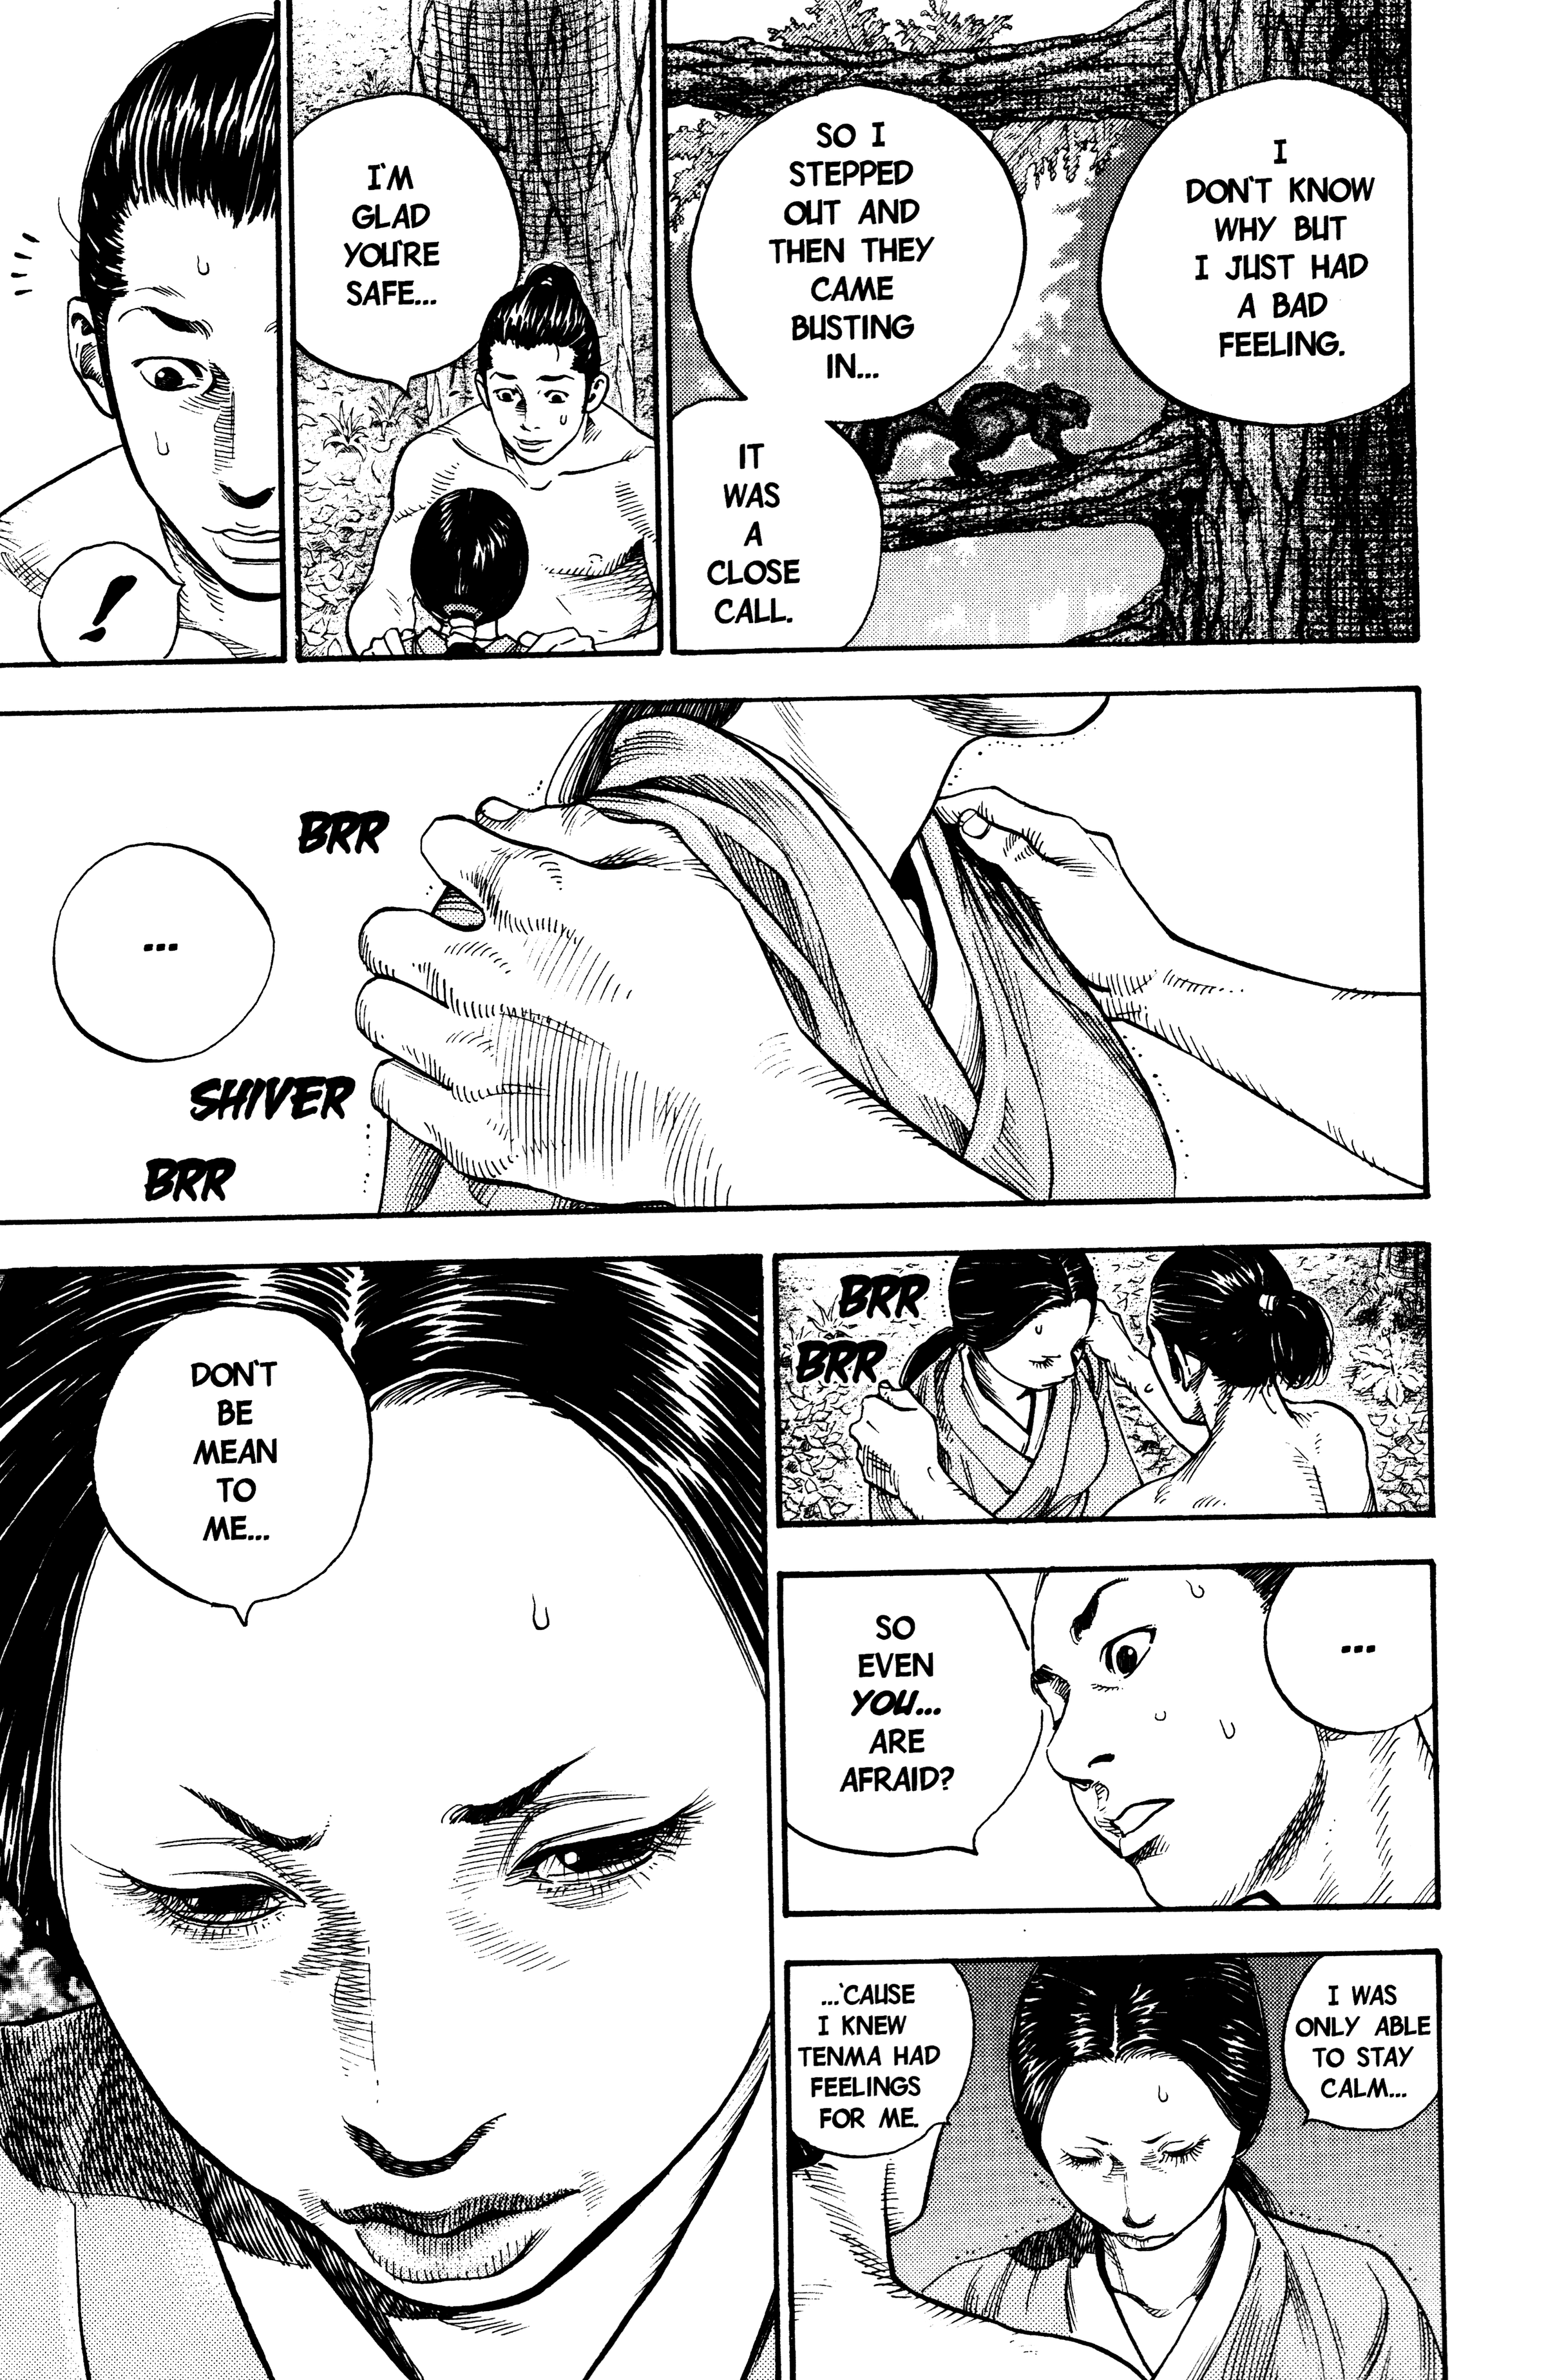 I
DON'T KNOW
WHY BUT
I JUST HAD
A BAD
FEELING.
SO I
STEPPED
OUT AND
THEN THEY
CAME
BUSTING
IN...
IT
WAS
A
CLOSE
CALL.
I'M
GLAD
YOU'RE
SAFE...
!
BRR
...
SHIVER
BRR
BRR
BRR
...
SO
EVEN
YOU...
ARE
AFRAID?
I WAS
ONLY ABLE
TO STAY
CALM...
...'CAUSE
I KNEW
TENMA HAD
FEELINGS
FOR ME.
DON'T
BE
MEAN
TO
ME...